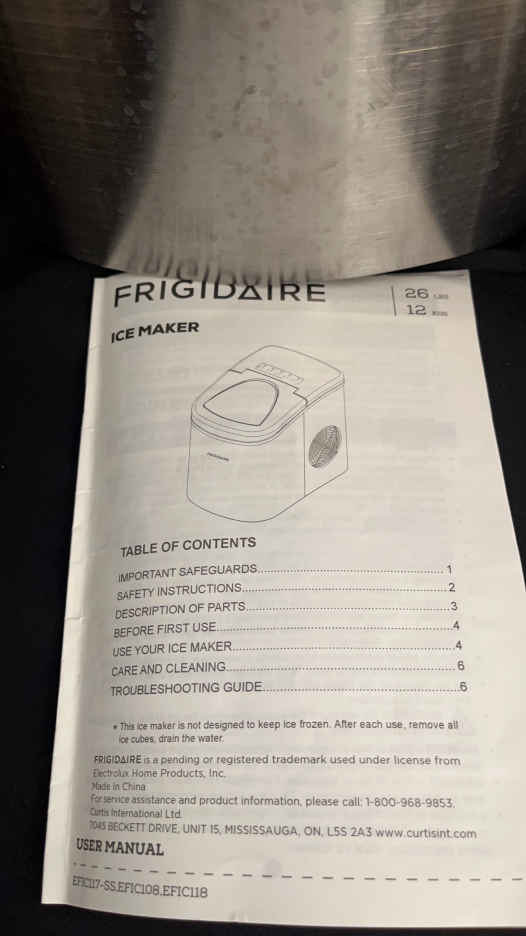 FRIGIDAIRE
26 LBS
12 KGS
ICE MAKER
FRIGIDAIRE
TABLE OF CONTENTS
IMPORTANT SAFEGUARDS........................................................1
SAFETY INSTRUCTIONS............................................................2
DESCRIPTION OF PARTS...........................................................3
BEFORE FIRST USE.....................................................................4
USE YOUR ICE MAKER................................................................4
CARE AND CLEANING.................................................................6
TROUBLESHOOTING GUIDE.......................................................6
* This ice maker is not designed to keep ice frozen. After each use, remove all
ice cubes, drain the water.
FRIGIDAIRE is a pending or registered trademark used under license from
Electrolux Home Products, Inc.
Made in China
For service assistance and product information, please call: 1-800-968-9853.
Curtis International Ltd.
7045 BECKETT DRIVE, UNIT 15, MISSISSAUGA, ON, L5S 2A3 www.curtisint.com
USER MANUAL
EFIC117-SS.EFIC108.EFIC118